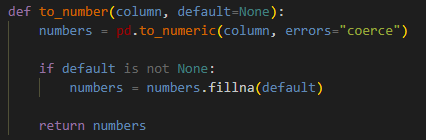 def to_number(column, default=None):
    numbers = pd.to_numeric(column, errors="coerce")

    if default is not None:
        numbers = numbers.fillna(default)

    return numbers